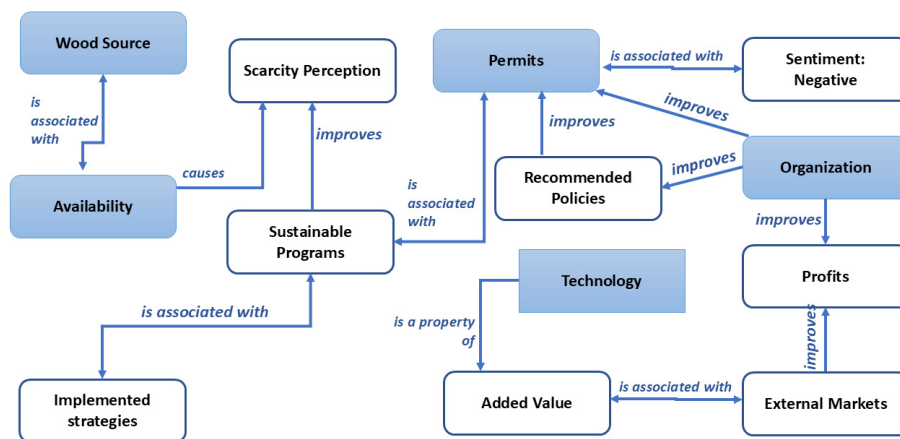 Wood Source
is
associated
with
Availability
causes
Scarcity Perception
improves
Sustainable
Programs
is associated with
Implemented
strategies
Permits
is associated with
Sentiment:
Negative
improves
improves
Recommended
Policies
improves
Organization
is
associated
with
improves
Technology
Profits
is a property
of
improves
Added Value
is associated with
External Markets